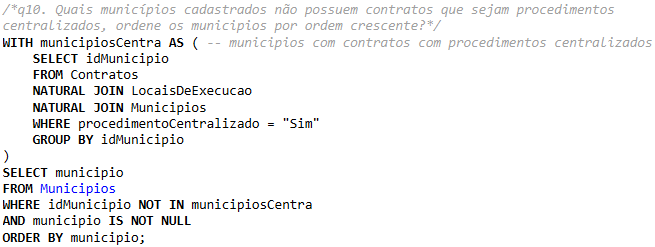 /*q10. Quais municípios cadastrados não possuem contratos que sejam procedimentos
centralizados, ordene os municipios por ordem crescente?*/
WITH municipiosCentra AS ( -- municipios com contratos com procedimentos centralizados
    SELECT idMunicipio
    FROM Contratos
    NATURAL JOIN LocaisDeExecucao
    NATURAL JOIN Municipios
    WHERE procedimentoCentralizado = "Sim"
    GROUP BY idMunicipio
)
SELECT municipio
FROM Municipios
WHERE idMunicipio NOT IN municipiosCentra
AND municipio IS NOT NULL
ORDER BY municipio;